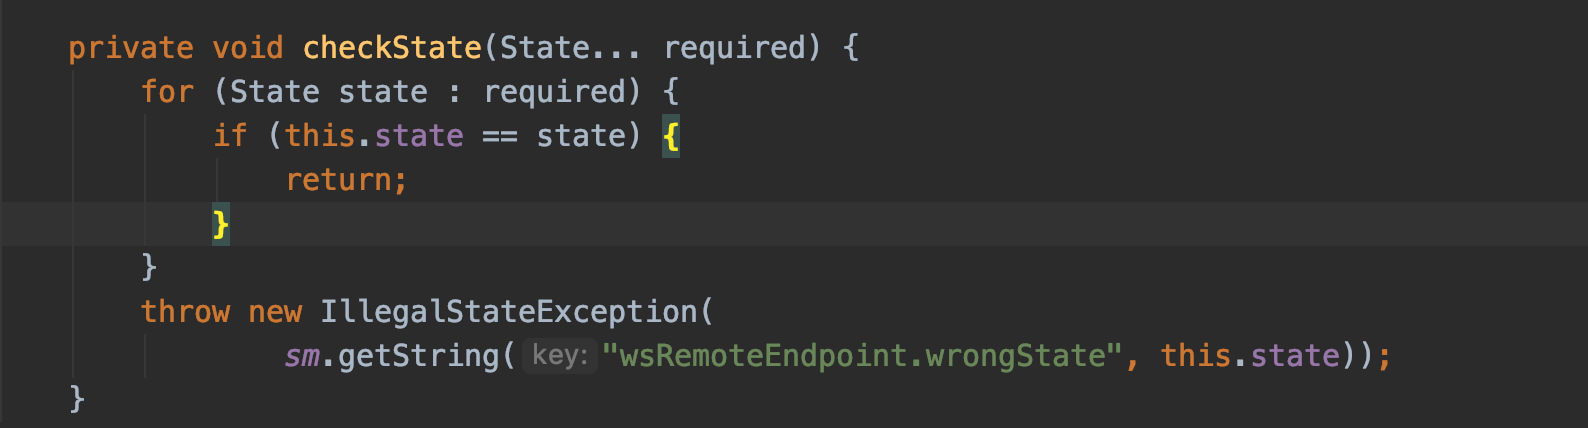 private void checkState(State... required) {
for (State state : required) {
if (this.state == state) {
return;
}
}
throw new IllegalStateException(
sm.getString( key: "wsRemoteEndpoint.wrongState", this.state));
}